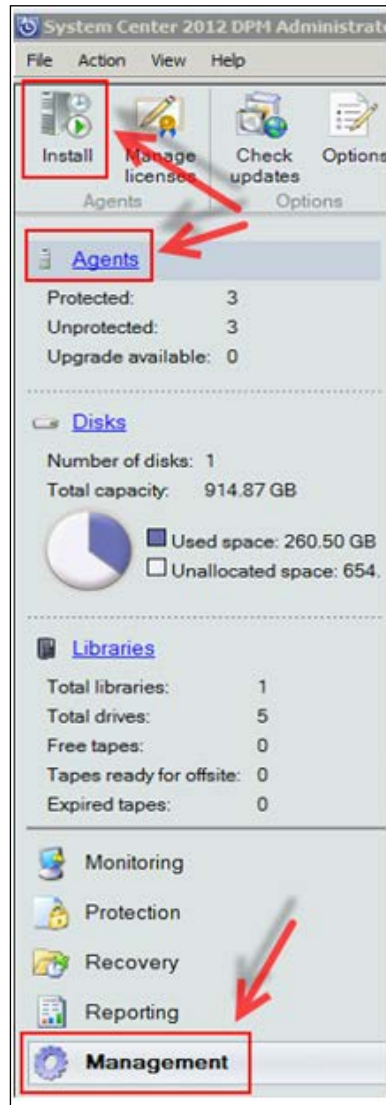 System Center 2012 DPM Administrat
File Action View Help
Install Manage licenses Check updates Options
Agents Options
Agents
Protected: 3
Unprotected: 3
Upgrade available: 0
Disks
Number of disks: 1
Total capacity: 914.87 GB
Used space: 260.50 GB
Unallocated space: 654.
Libraries
Total libraries: 1
Total drives: 5
Free tapes: 0
Tapes ready for offsite: 0
Expired tapes: 0
Monitoring
Protection
Recovery
Reporting
Management